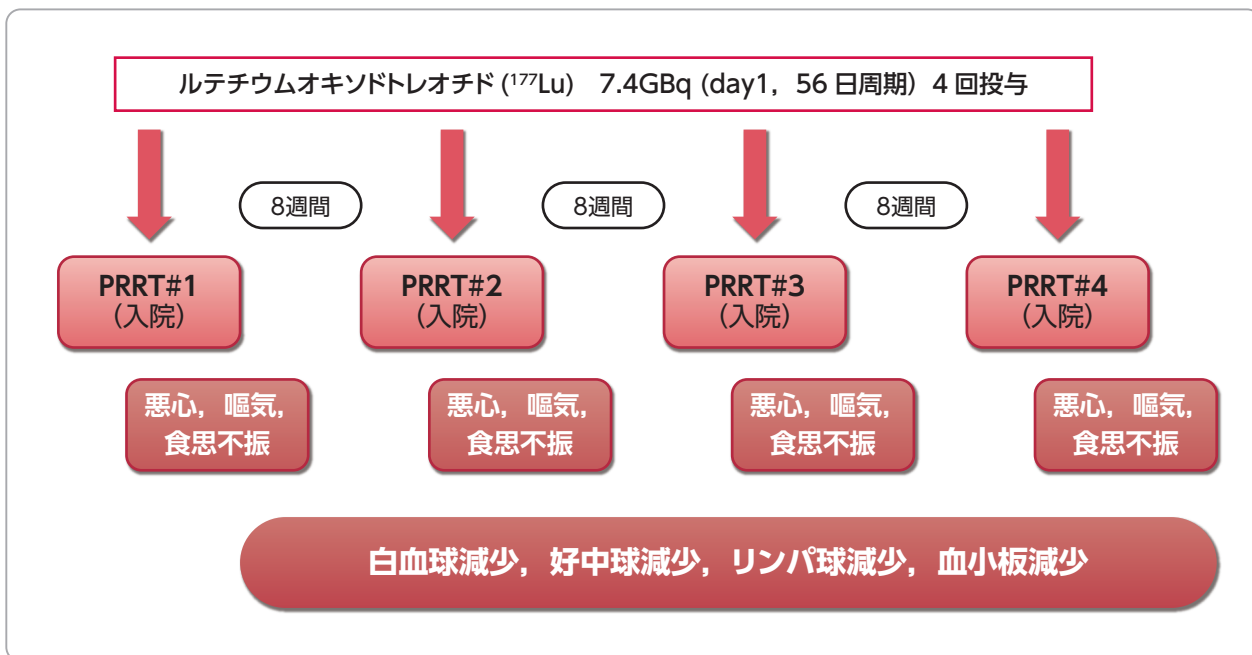 ルテチウムオキソドトレオチド (¹⁷⁷Lu)　7.4GBq (day1，56 日周期）4 回投与
8週間
8週間
8週間
PRRT#1
（入院）
PRRT#2
（入院）
PRRT#3
（入院）
PRRT#4
（入院）
悪心，嘔気，
食思不振
悪心，嘔気，
食思不振
悪心，嘔気，
食思不振
悪心，嘔気，
食思不振
白血球減少，好中球減少，リンパ球減少，血小板減少